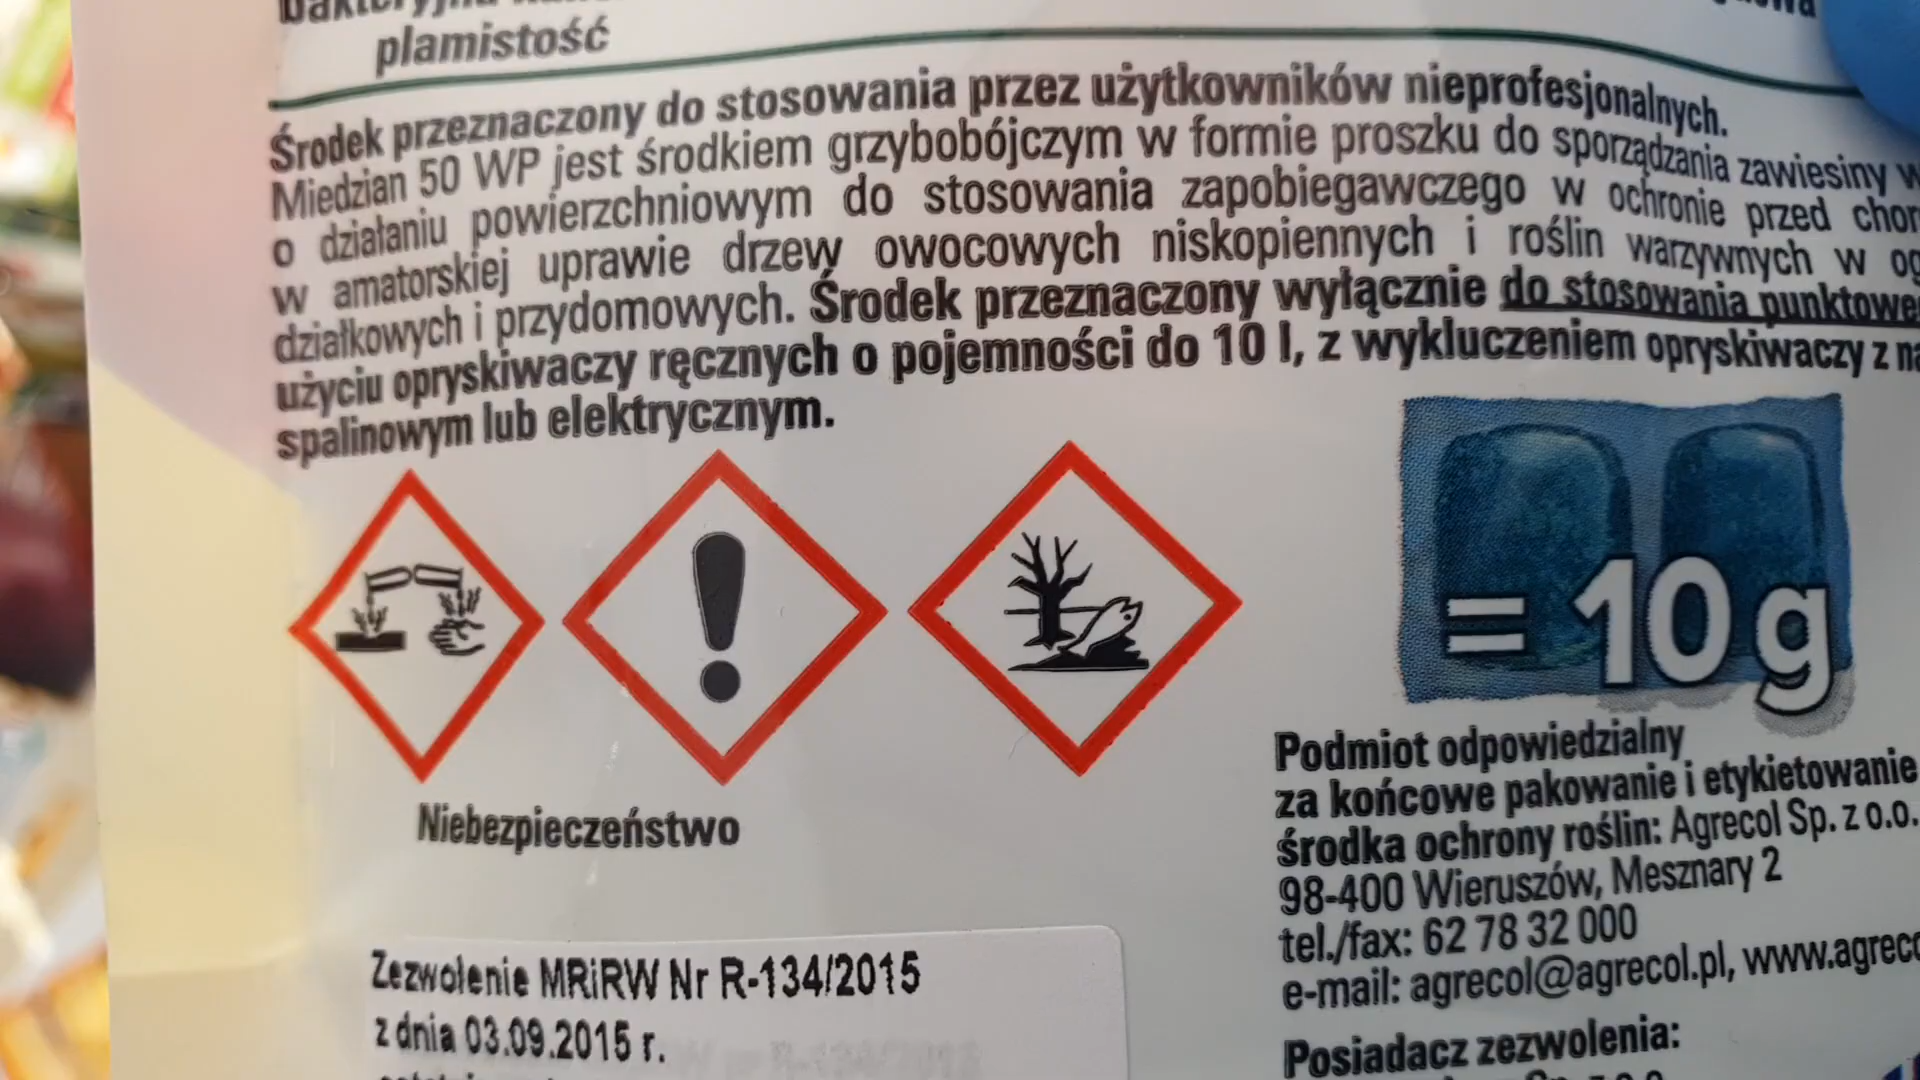 plamistość
Środek przeznaczony do stosowania przez użytkowników nieprofesjonalnych.
Miedzian 50 WP jest środkiem grzybobójczym w formie proszku do sporządzania zawiesiny w
o działaniu powierzchniowym do stosowania zapobiegawczego w ochronie przed chor
w amatorskiej uprawie drzew owocowych niskopiennych i roślin warzywnych w og
działkowych i przydomowych. Środek przeznaczony wyłącznie do stosowania punktowe
użyciu opryskiwaczy ręcznych o pojemności do 10 l, z wykluczeniem opryskiwaczy z na
spalinowym lub elektrycznym.
= 10 g
Niebezpieczeństwo
Zezwolenie MRiRW Nr R-134/2015
z dnia 03.09.2015 r.
Podmiot odpowiedzialny
za końcowe pakowanie i etykietowanie
środka ochrony roślin: Agrecol Sp. z o.o.
98-400 Wieruszów, Mesznary 2
tel./fax: 62 78 32 000
e-mail: agrecol@agrecol.pl, www.agreco
Posiadacz zezwolenia: